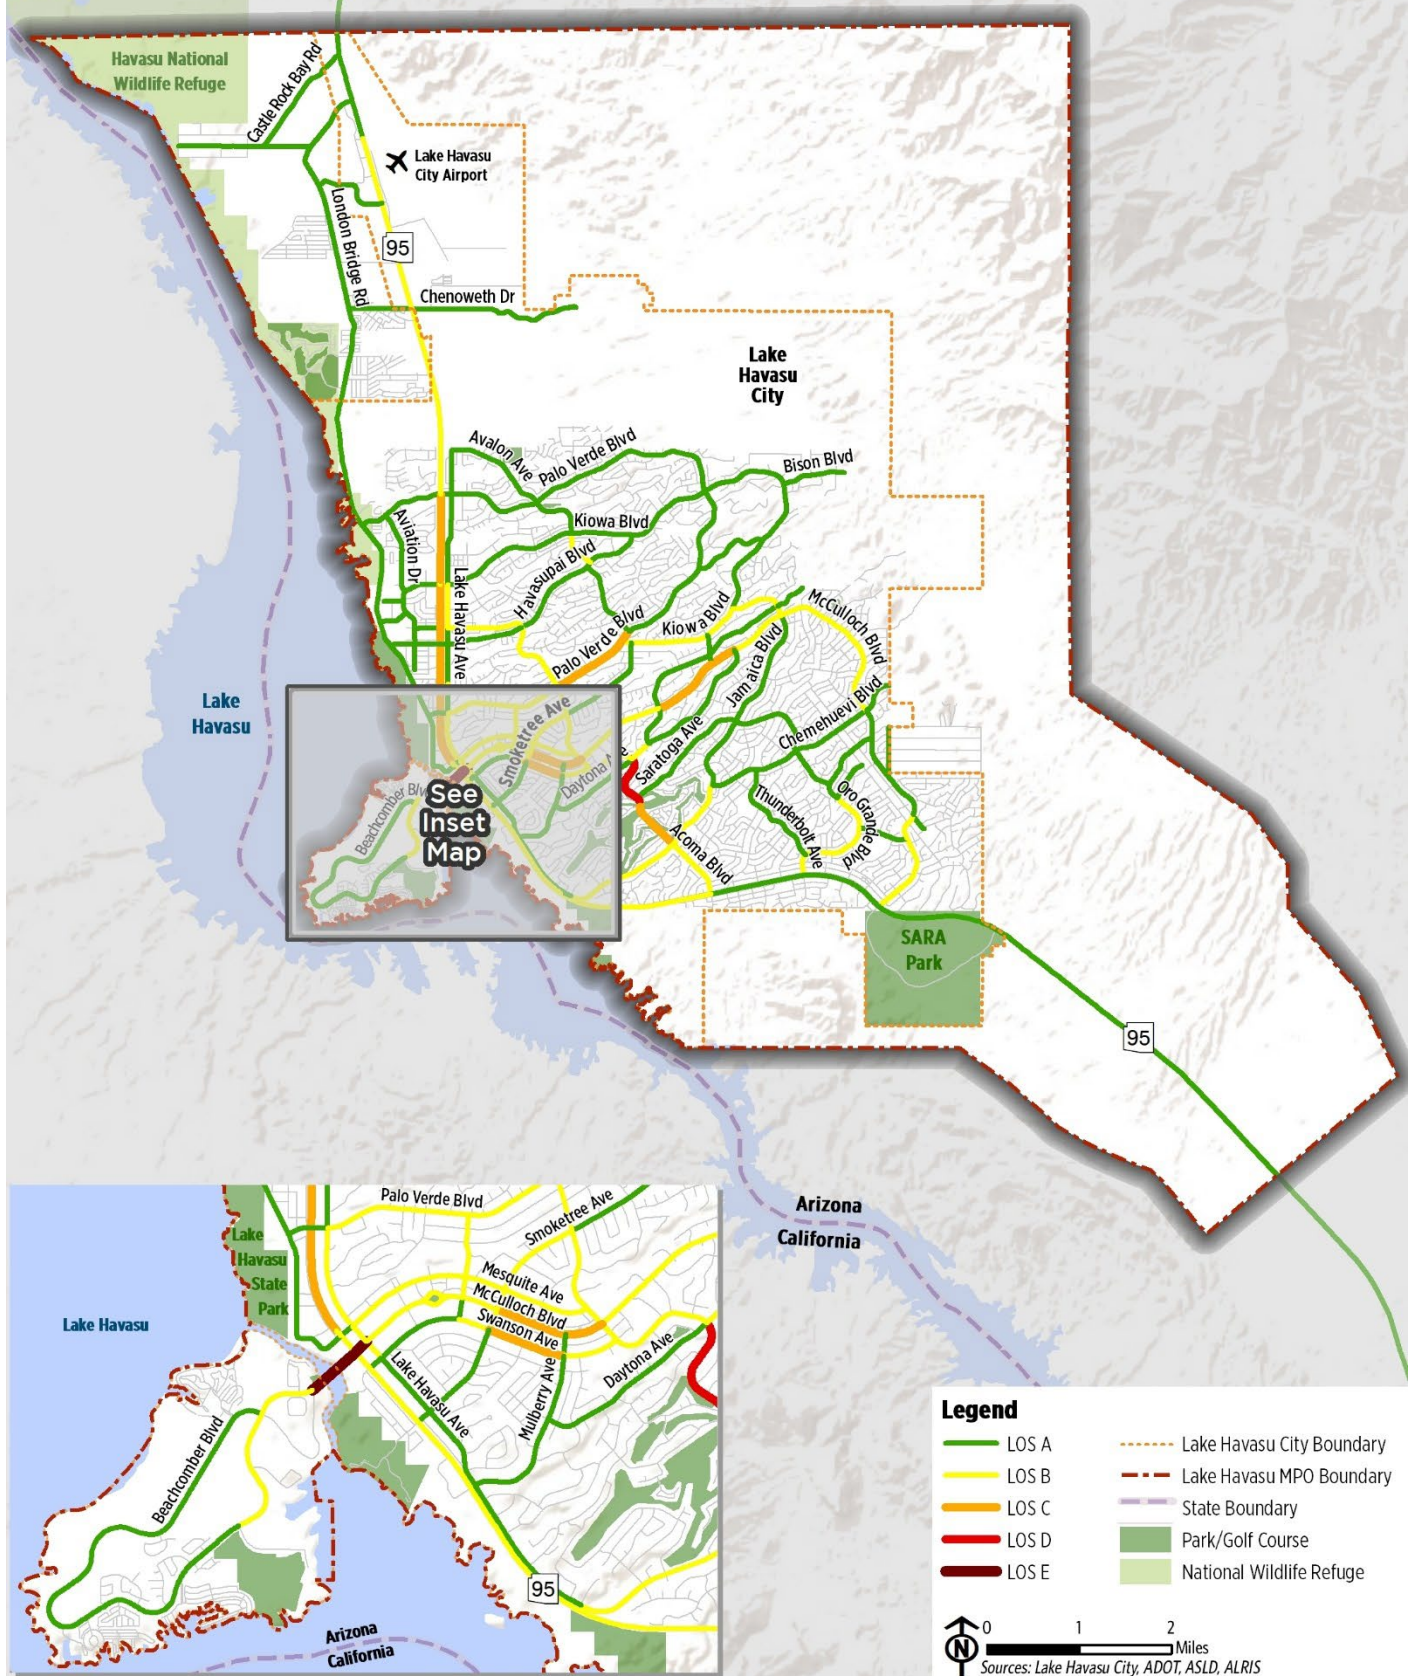 Havasu National
Wildlife Refuge
Castle Rock Bay Rd
Lake Havasu
City Airport
London Bridge Rd
95
Chenoweth Dr
Lake
Havasu
City
Avalon Ave
Palo Verde Blvd
Bison Blvd
Aviation Dr
Kiowa Blvd
Havasupai Blvd
Lake Havasu Ave
Palo Verde Blvd
Kiowa Blvd
McCulloch Blvd
Jamaica Blvd
Lake
Havasu
Smoketree Ave
Chemehuevi Blvd
Saratoga Ave
Daytona Ave
Beachcomber Blvd
See
Inset
Map
Thunderbolt Ave
Oro Grande Blvd
Acoma Blvd
SARA
Park
95
Arizona
California
Palo Verde Blvd
Smoketree Ave
Lake
Havasu
State
Park
Mesquite Ave
McCulloch Blvd
Swanson Ave
Lake Havasu
Daytona Ave
Lake Havasu Ave
Mulberry Ave
Beachcomber Blvd
95
Arizona
California
Legend
LOS A
LOS B
LOS C
LOS D
LOS E
Lake Havasu City Boundary
Lake Havasu MPO Boundary
State Boundary
Park/Golf Course
National Wildlife Refuge
N
0 1 2 Miles
Sources: Lake Havasu City, ADOT, ASLD, ALRIS